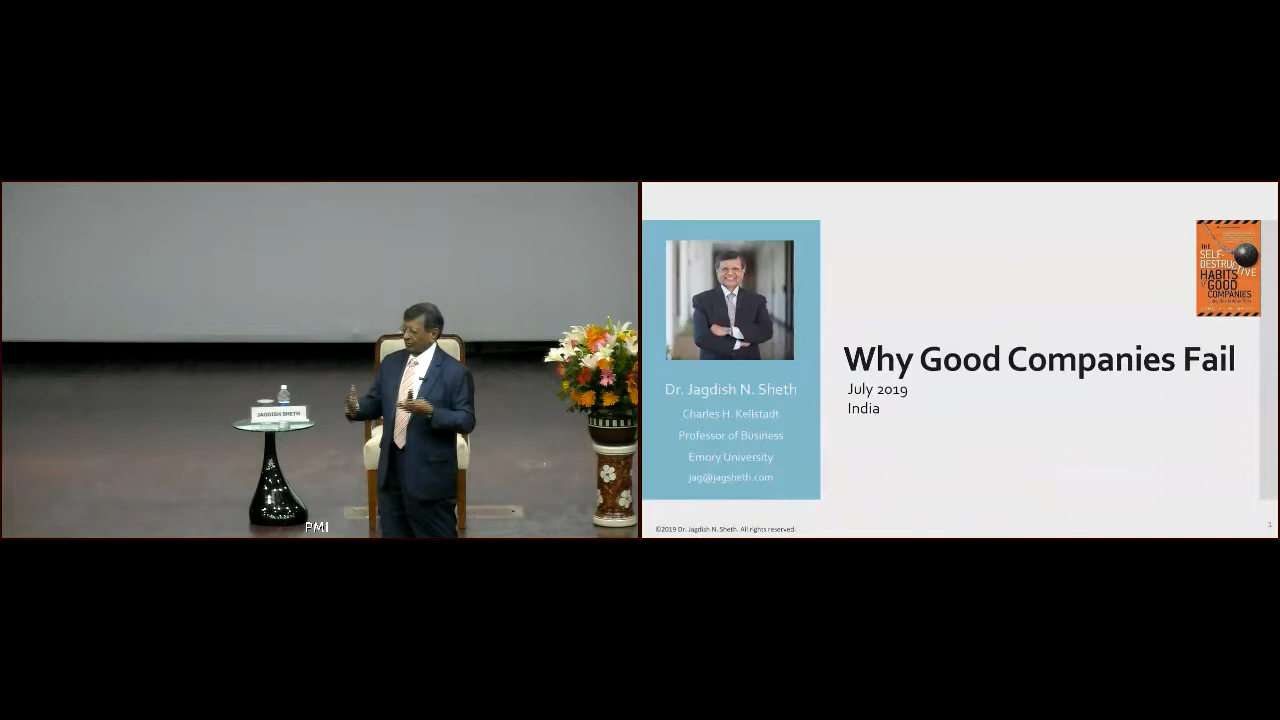 JAGDISH SHETH
PMI
Dr. Jagdish N. Sheth
Charles H. Kellstadt
Professor of Business
Emory University
jag@jagsheth.com
©2019 Dr. Jagdish N. Sheth. All rights reserved.
THE
SELF-
DESTRUCTIVE
HABITS
of GOOD
COMPANIES
Why Good Companies Fail
July 2019
India
1